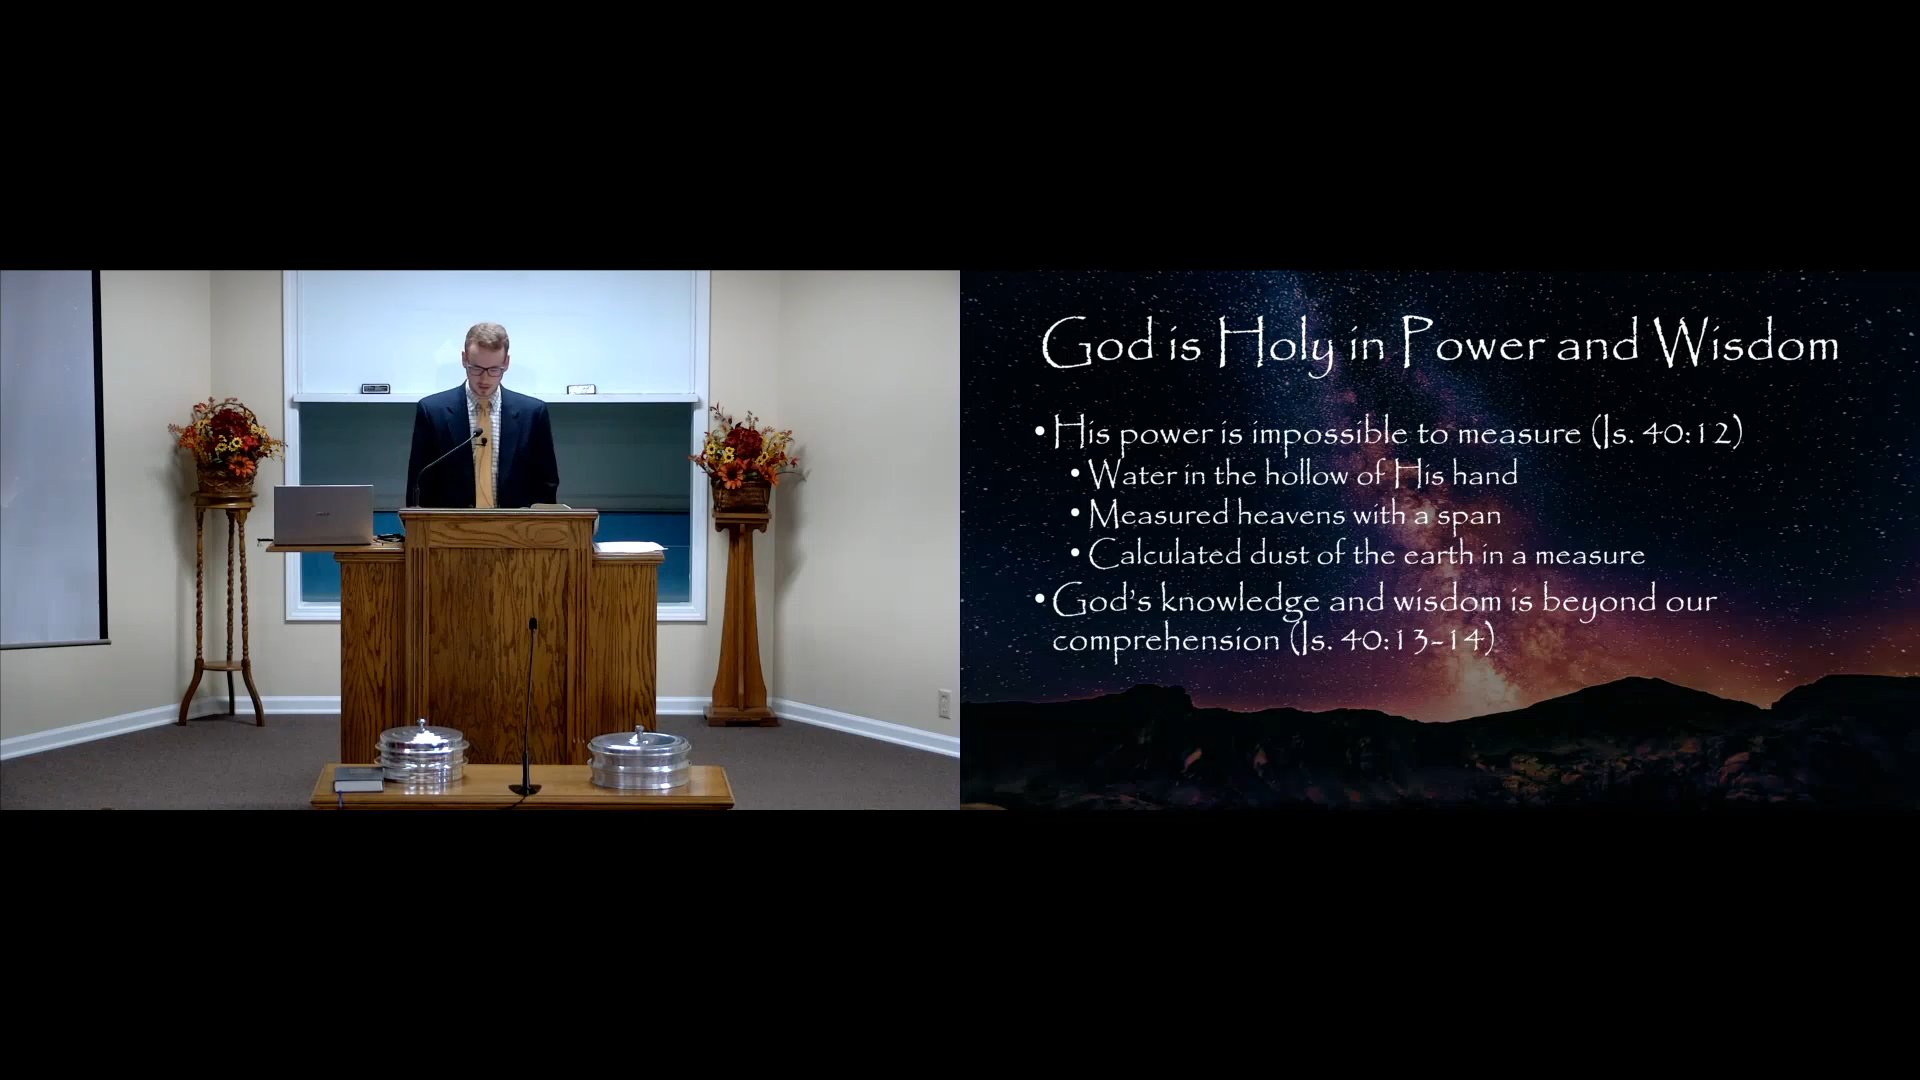 God is Holy in Power and Wisdom
• His power is impossible to measure (Is. 40:12)
• Water in the hollow of His hand
• Measured heavens with a span
• Calculated dust of the earth in a measure
• God's knowledge and wisdom is beyond our
comprehension (Is. 40:13-14)